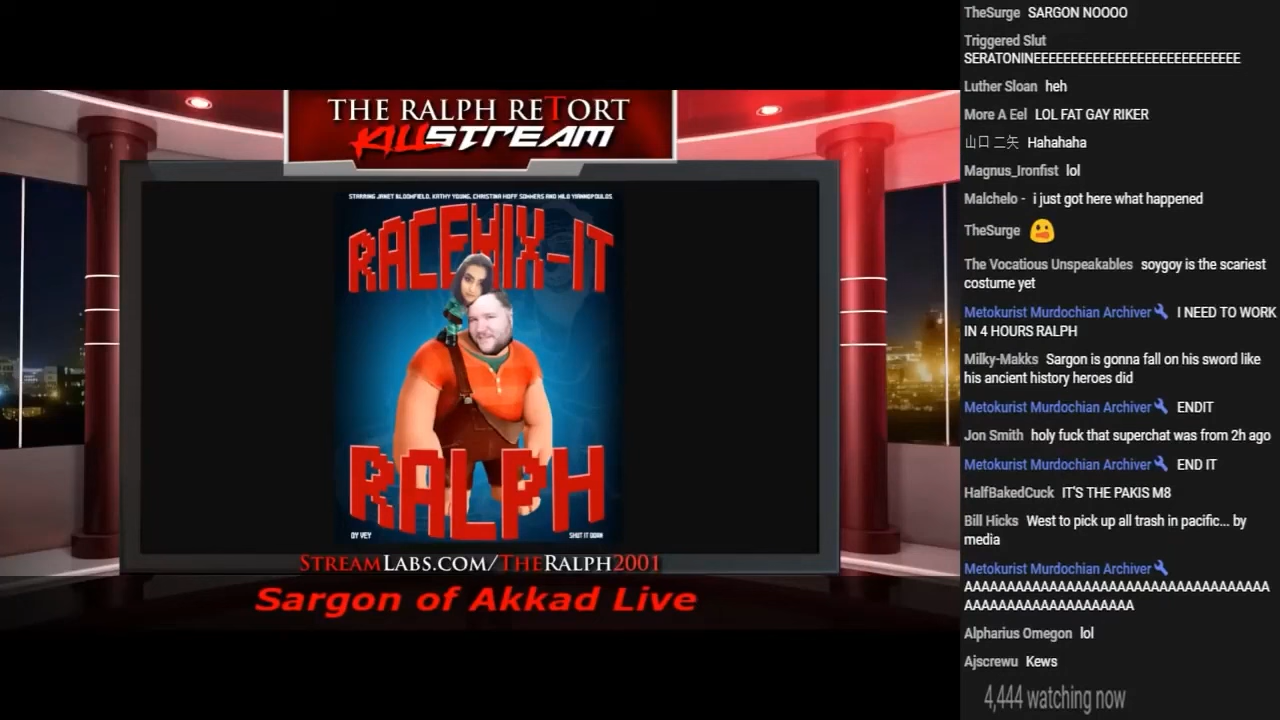 THE RALPH RETORT
KILLSTREAM
STARRING JANET BLOOMFIELD, KATHY YOUNG, CHRISTINA HOFF SOMMERS AND MILO YIANNOPOULOS
RACEMIX-IT
RALPH
OY VEY
SHUT IT DOWN
STREAMLABS.COM/THERALPH2001
Sargon of Akkad Live
TheSurge SARGON NOOOO
Triggered Slut
SERATONINEEEEEEEEEEEEEEEEEEEEEEEEEEEE
Luther Sloan heh
More A Eel LOL FAT GAY RIKER
山口 二矢 Hahahaha
Magnus_Ironfist lol
Malchelo - i just got here what happened
TheSurge
The Vocatious Unspeakables soygoy is the scariest
costume yet
Metokurist Murdochian Archiver I NEED TO WORK
IN 4 HOURS RALPH
Milky-Makks Sargon is gonna fall on his sword like
his ancient history heroes did
Metokurist Murdochian Archiver ENDIT
Jon Smith holy fuck that superchat was from 2h ago
Metokurist Murdochian Archiver END IT
HalfBakedCuck IT'S THE PAKIS M8
Bill Hicks West to pick up all trash in pacific... by
media
Metokurist Murdochian Archiver
AAAAAAAAAAAAAAAAAAAAAAAAAAAAAAAAAAAA
AAAAAAAAAAAAAAAAAAAA
Alpharius Omegon lol
Ajscrewu Kews
4,444 watching now